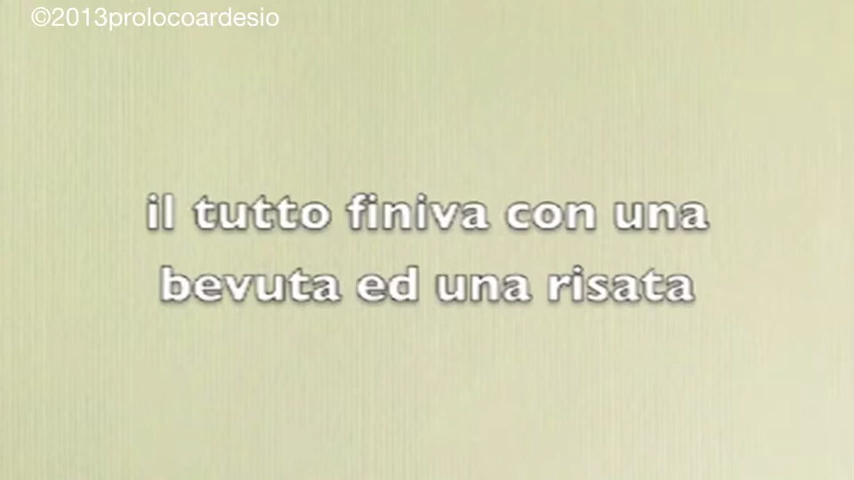 ©2013prolocoardesio
il tutto finiva con una
bevuta ed una risata